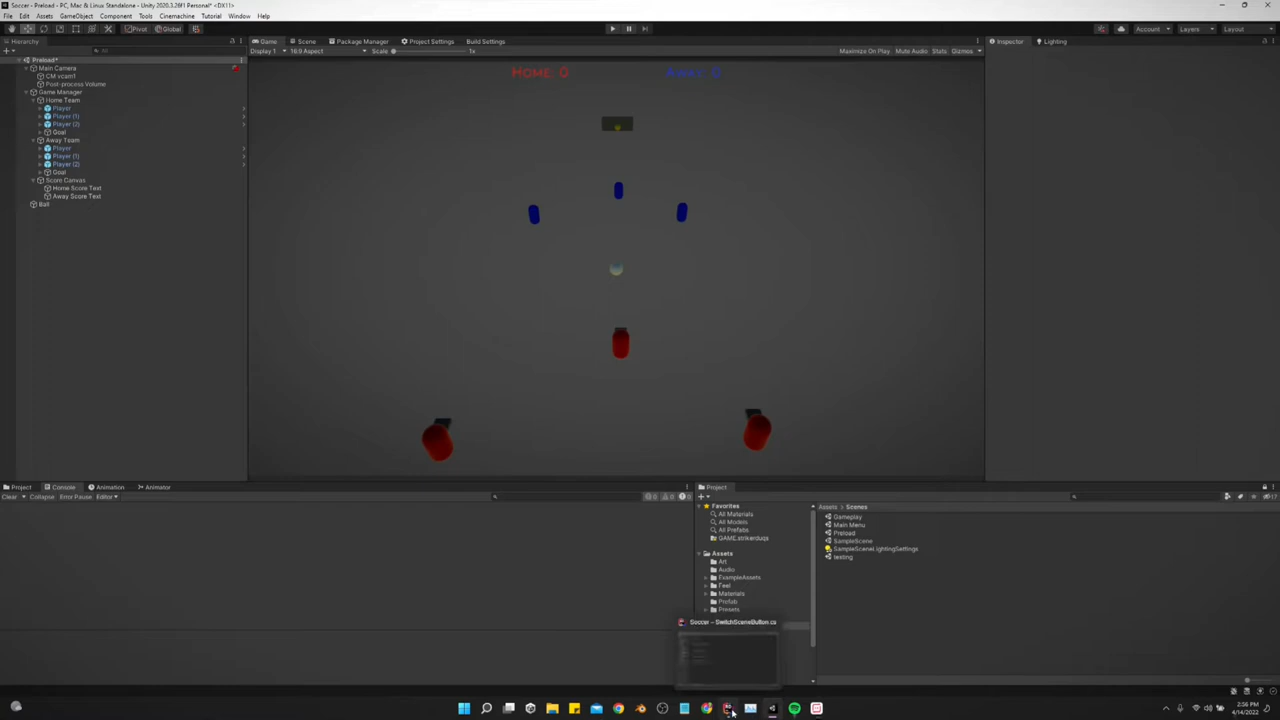 Soccer - Preload - PC, Mac & Linux Standalone - Unity 2020.3.26f1 Personal* <DX11>
File Edit Assets GameObject Component Tools Cinemachine Tutorial Window Help
Pivot Global Account Layers Layout
Hierarchy Game Scene Package Manager Project Settings Build Settings Inspector Lighting
All Display 1 16:9 Aspect Scale 1x Maximize On Play Mute Audio Stats Gizmos
Preload*
Main Camera
CM vcam1
Post-process Volume
Game Manager
Home Team
Player
Player (1)
Player (2)
Goal
Away Team
Player
Player (1)
Player (2)
Goal
Score Canvas
Home Score Text
Away Score Text
Ball
Home: 0 Away: 0
Project Console Animation Animator
Clear Collapse Error Pause Editor
Project
Favorites
All Materials
All Models
All Prefabs
Assets
Art
Audio
ExampleAssets
Feel
Materials
Prefab
Presets
Assets > Scenes
Gameplay
Main Menu
Preload
SampleScene
SampleSceneLightingSettings
testing
Soccer – SwitchSceneButton.cs
2:56 PM
4/14/2022